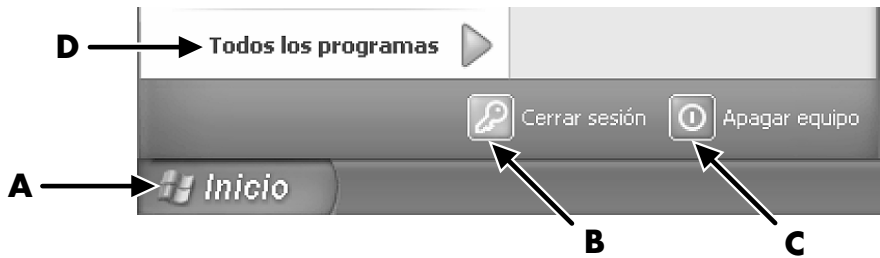 D Todos los programas
Cerrar sesión Apagar equipo
A Inicio
B C